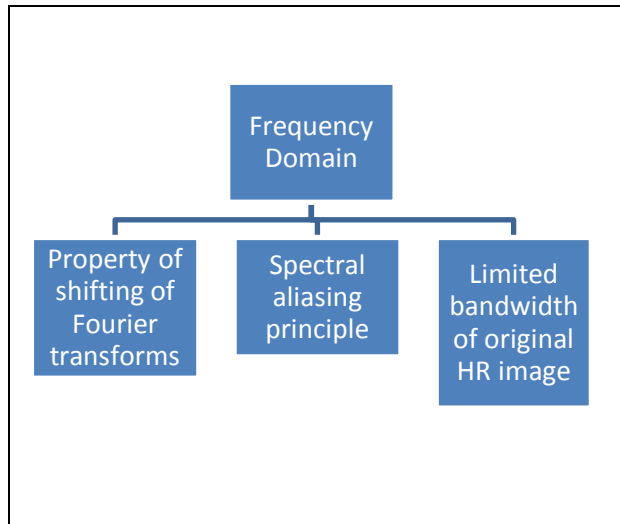 Frequency
Domain
Property of
shifting of
Fourier
transforms
Spectral
aliasing
principle
Limited
bandwidth
of original
HR image